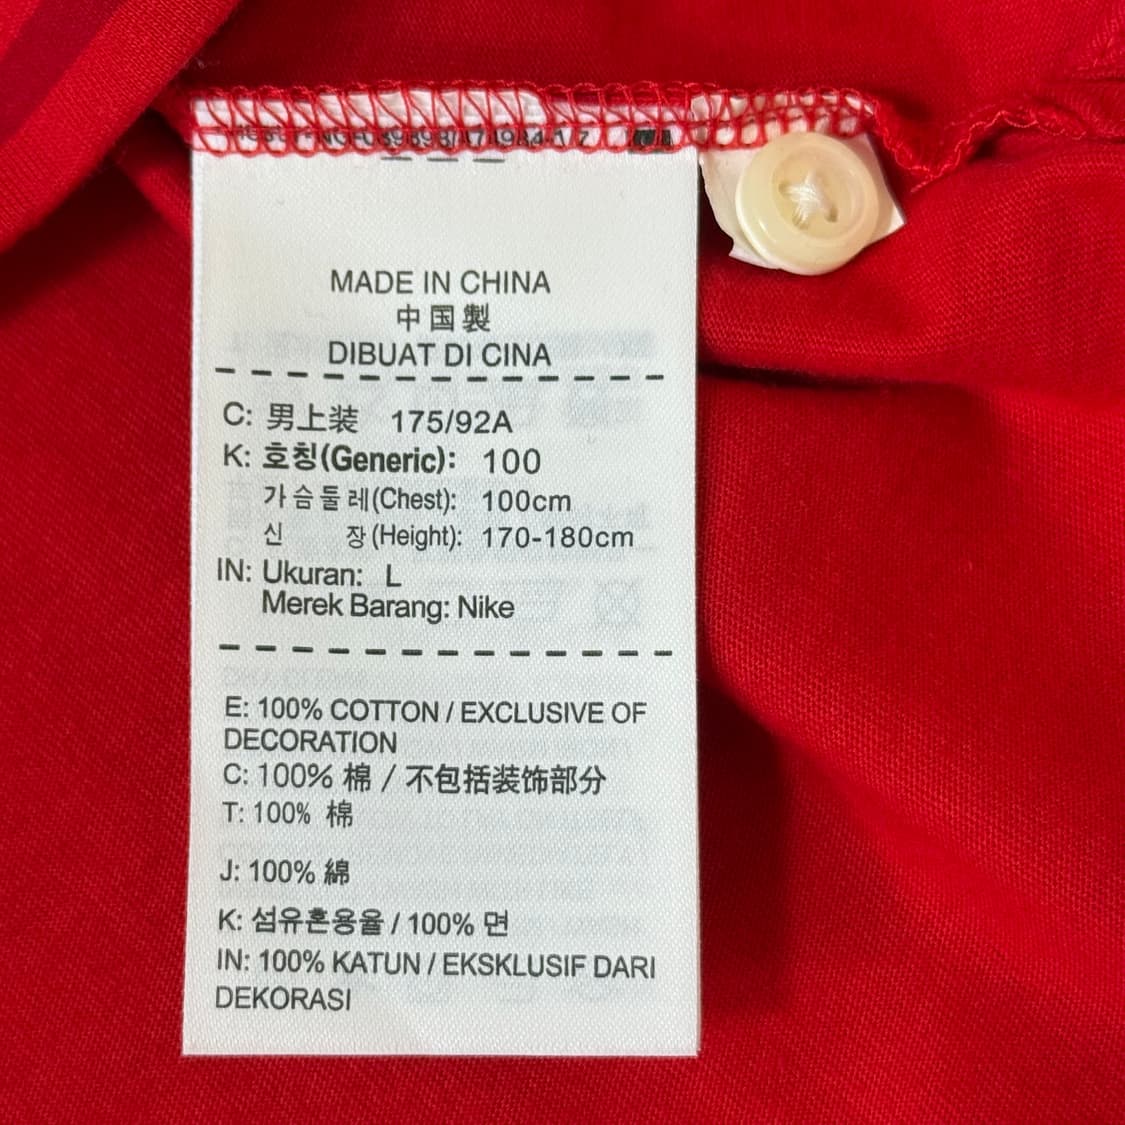 MADE IN CHINA
中国製
DIBUAT DI CINA
C: 男上装 175/92A
K: 호칭(Generic): 100
가슴둘레(Chest): 100cm
신 장(Height): 170-180cm
IN: Ukuran: L
Merek Barang: Nike
E: 100% COTTON / EXCLUSIVE OF
DECORATION
C: 100% 棉 / 不包括装饰部分
T: 100% 棉
J: 100% 綿
K: 섬유혼용율 / 100% 면
IN: 100% KATUN / EKSKLUSIF DARI
DEKORASI